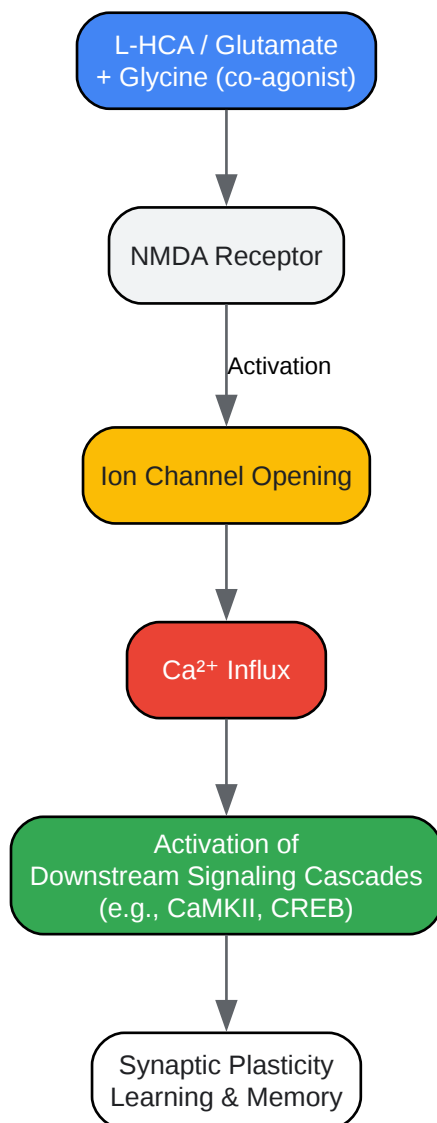 L-HCA / Glutamate
+ Glycine (co-agonist)
NMDA Receptor
Activation
Ion Channel Opening
Ca²⁺ Influx
Activation of
Downstream Signaling Cascades
(e.g., CaMKII, CREB)
Synaptic Plasticity
Learning & Memory